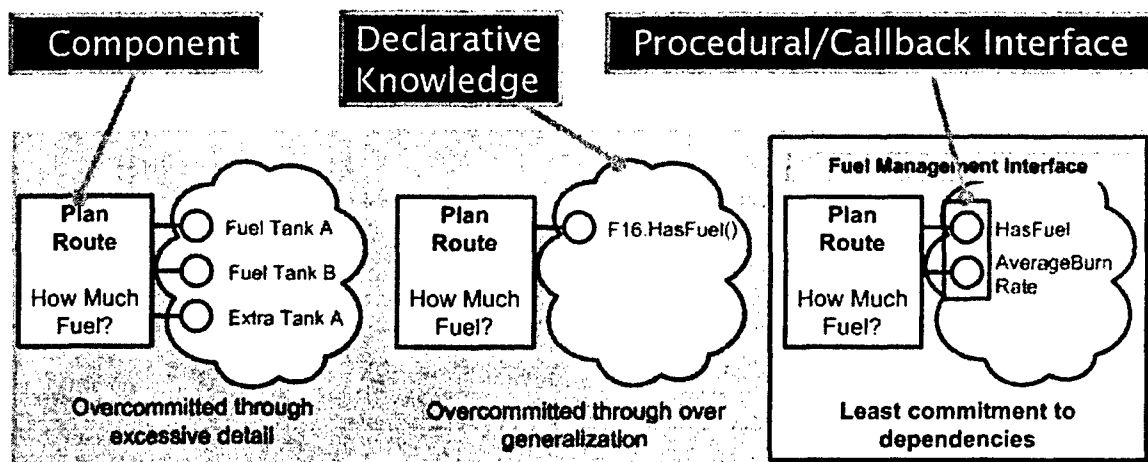 Component
Declarative
Knowledge
Procedural/Callback Interface
Plan
Route
How Much
Fuel?
Fuel Tank A
Fuel Tank B
Extra Tank A
Overcommitted through
excessive detail
Plan
Route
How Much
Fuel?
F16.HasFuel()
Overcommitted through over
generalization
Fuel Management Interface
Plan
Route
How Much
Fuel?
HasFuel
AverageBurn
Rate
Least commitment to
dependencies